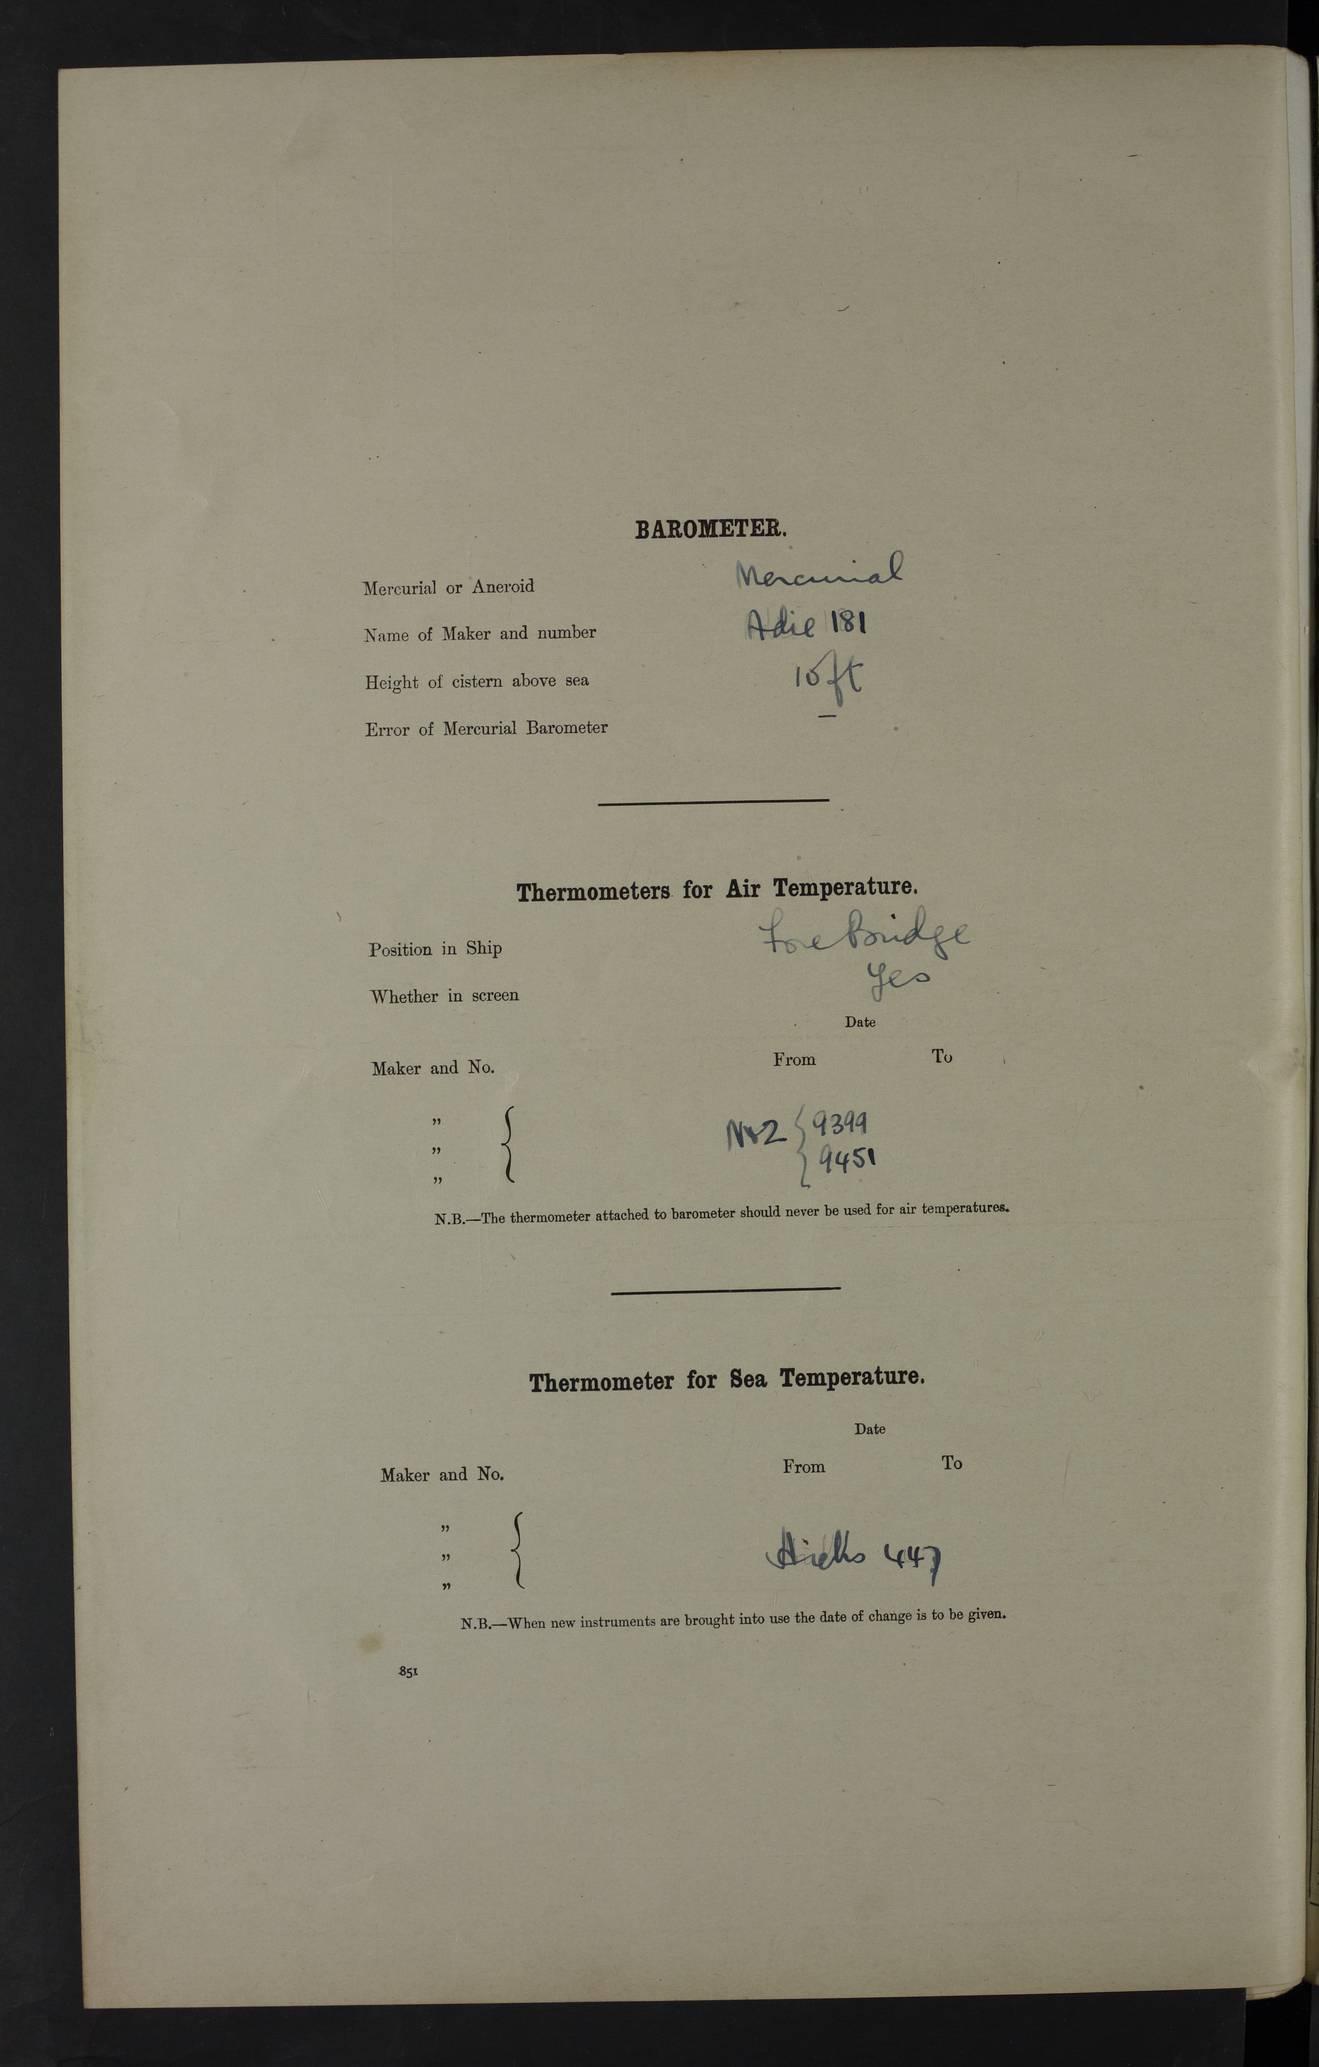 BAROMETER.
Mercurial or Aneroid Mercurial
Name of Maker and number Adie 181
Height of cistern above sea ft
Error of Mercurial Barometer —
Thermometers for Air Temperature.
Position in Ship Fore Bridge
Whether in screen Yes
Date
Maker and No. From To
„
„ { { 9399
„ 9451
N.B.—The thermometer attached to barometer should never be used for air temperatures.
Thermometer for Sea Temperature.
Date
Maker and No. From To
„
„ { Hicks 447
„
N.B.—When new instruments are brought into use the date of change is to be given.
851